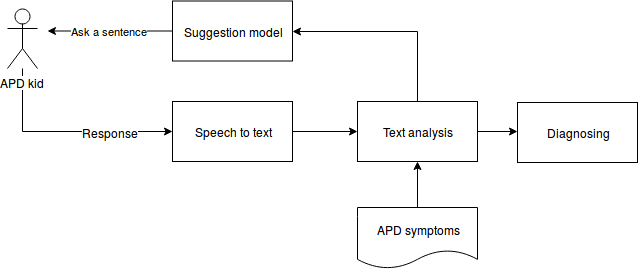 Ask a sentence
Suggestion model
APD kid
Response
Speech to text
Text analysis
Diagnosing
APD symptoms